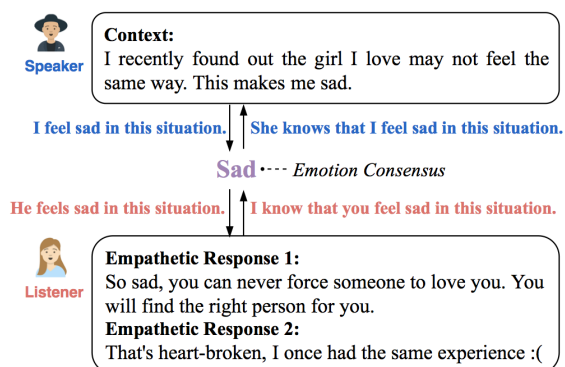 Context:
I recently found out the girl I love may not feel the
same way. This makes me sad.
Speaker
I feel sad in this situation. She knows that I feel sad in this situation.
Sad Emotion Consensus
He feels sad in this situation. I know that you feel sad in this situation.
Empathetic Response 1:
So sad, you can never force someone to love you. You
will find the right person for you.
Listener
Empathetic Response 2:
That's heart-broken, I once had the same experience :(